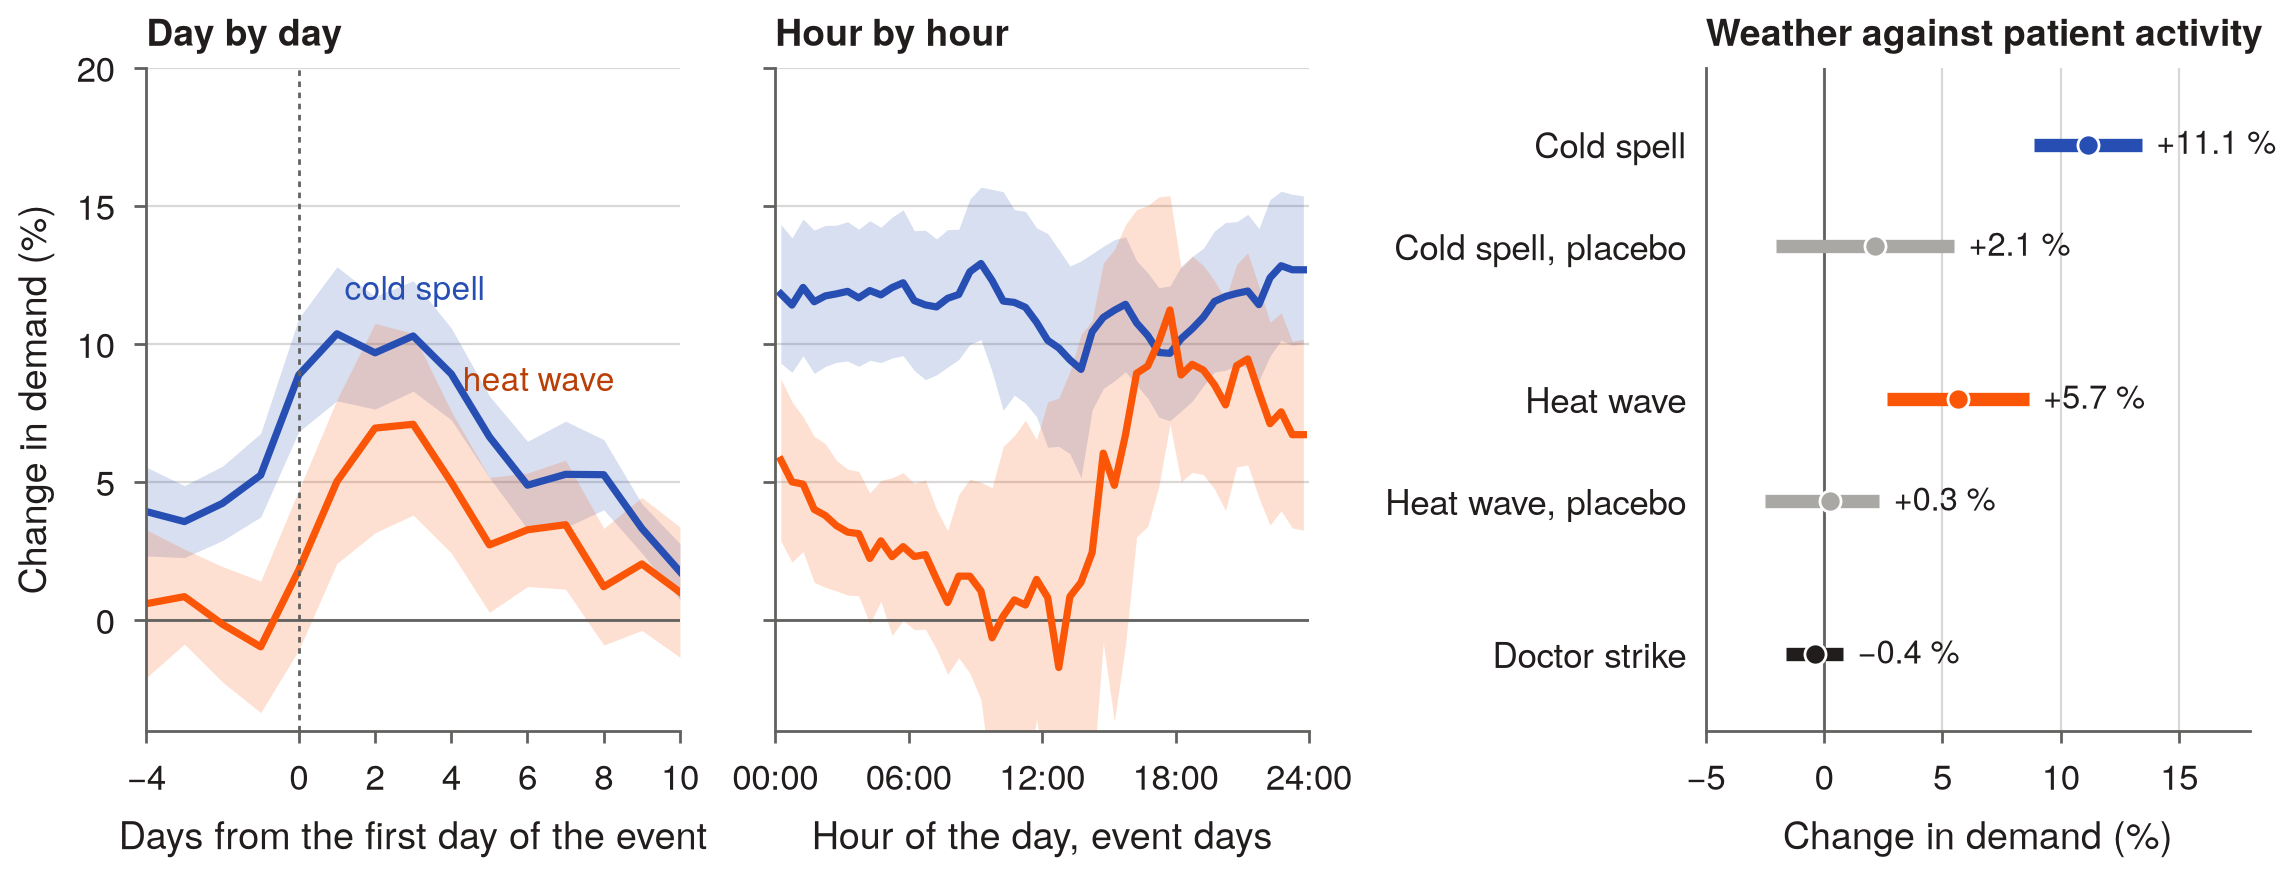 Day by day
Hour by hour
Weather against patient activity
Change in demand (%)
20
15
10
5
0
cold spell
heat wave
−4
0
2
4
6
8
10
Days from the first day of the event
00:00
06:00
12:00
18:00
24:00
Hour of the day, event days
Cold spell
+11.1 %
Cold spell, placebo
+2.1 %
Heat wave
+5.7 %
Heat wave, placebo
+0.3 %
Doctor strike
−0.4 %
−5
0
5
10
15
Change in demand (%)